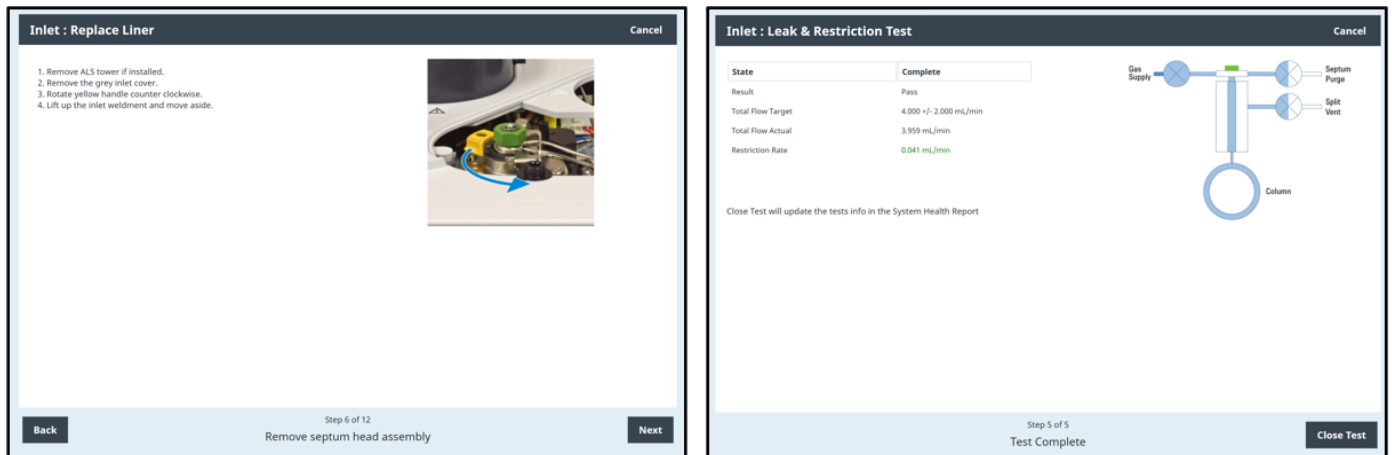 Inlet : Replace Liner
Cancel
1. Remove ALS tower if installed.
2. Remove the grey inlet cover.
3. Rotate yellow handle counter clockwise.
4. Lift up the inlet weldment and move aside.
Back
Step 6 of 12
Remove septum head assembly
Next
Inlet : Leak & Restriction Test
Cancel
State Complete
Result Pass
Total Flow Target 4.000 +/- 2.000 mL/min
Total Flow Actual 3.959 mL/min
Restriction Rate 0.041 mL/min
Gas
Supply
Septum
Purge
Split
Vent
Column
Close Test will update the tests info in the System Health Report
Step 5 of 5
Test Complete
Close Test